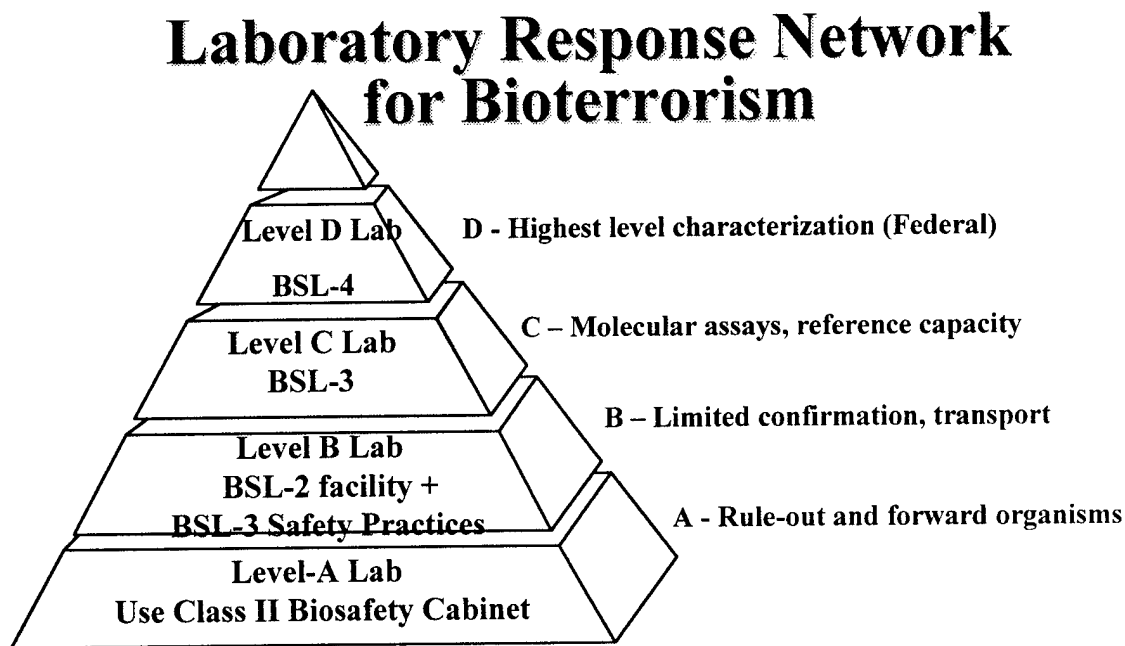 Laboratory Response Network
for Bioterrorism
Level D Lab
BSL-4
D - Highest level characterization (Federal)
Level C Lab
BSL-3
C – Molecular assays, reference capacity
Level B Lab
BSL-2 facility +
BSL-3 Safety Practices
B – Limited confirmation, transport
Level-A Lab
Use Class II Biosafety Cabinet
A - Rule-out and forward organisms